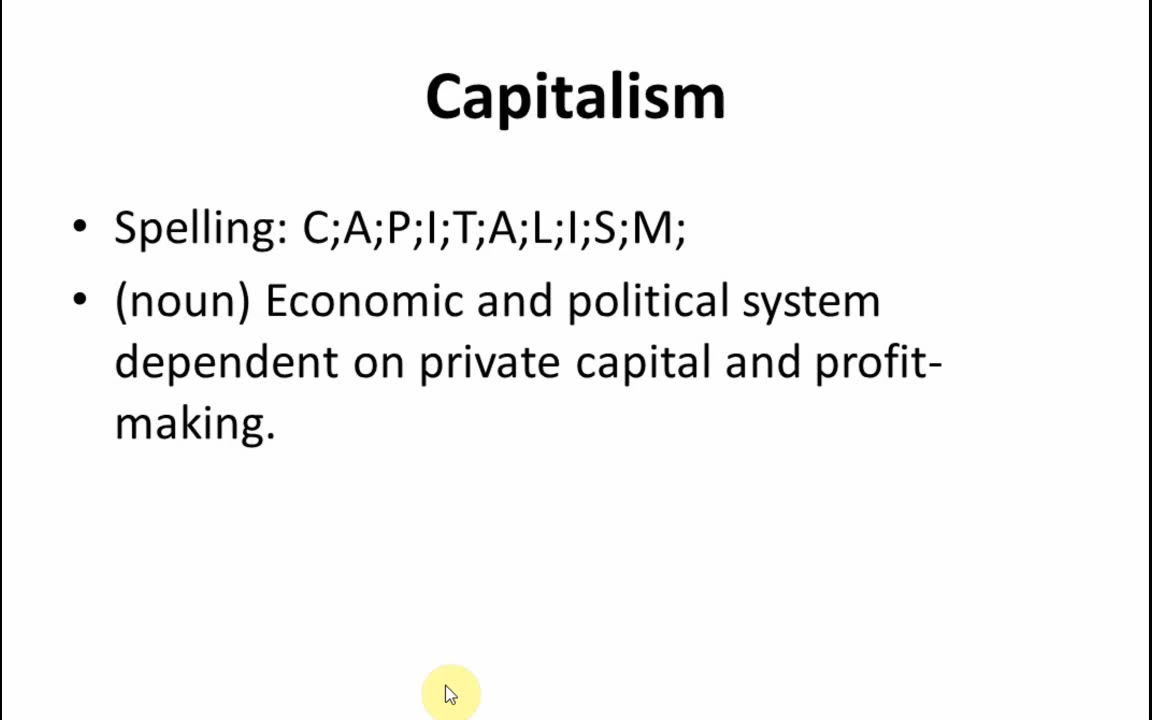 Capitalism
• Spelling: C;A;P;I;T;A;L;I;S;M;
• (noun) Economic and political system
dependent on private capital and profit-
making.